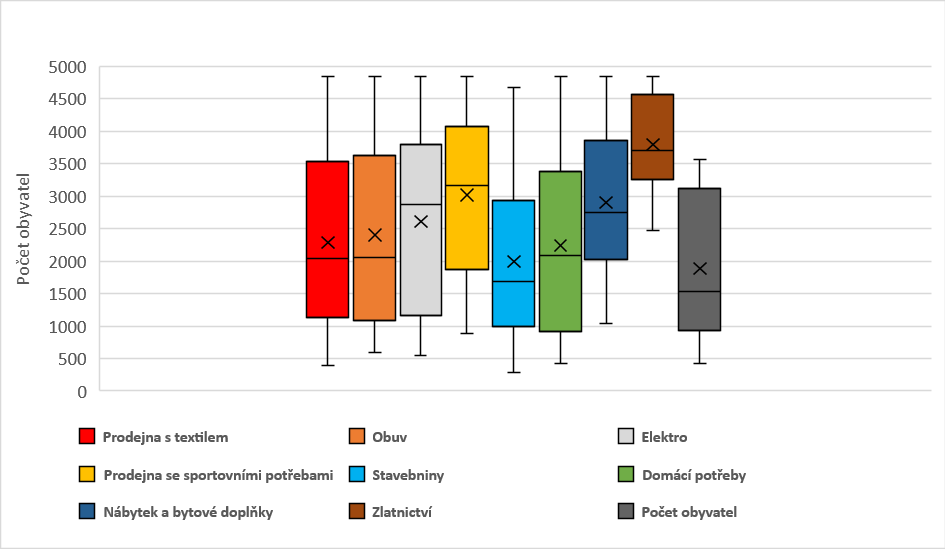 5000
4500
4000
3500
3000
2500
2000
1500
1000
500
0
Počet obyvatel
Prodejna s textilem
Obuv
Elektro
Prodejna se sportovními potřebami
Stavebniny
Domácí potřeby
Nábytek a bytové doplňky
Zlatnictví
Počet obyvatel